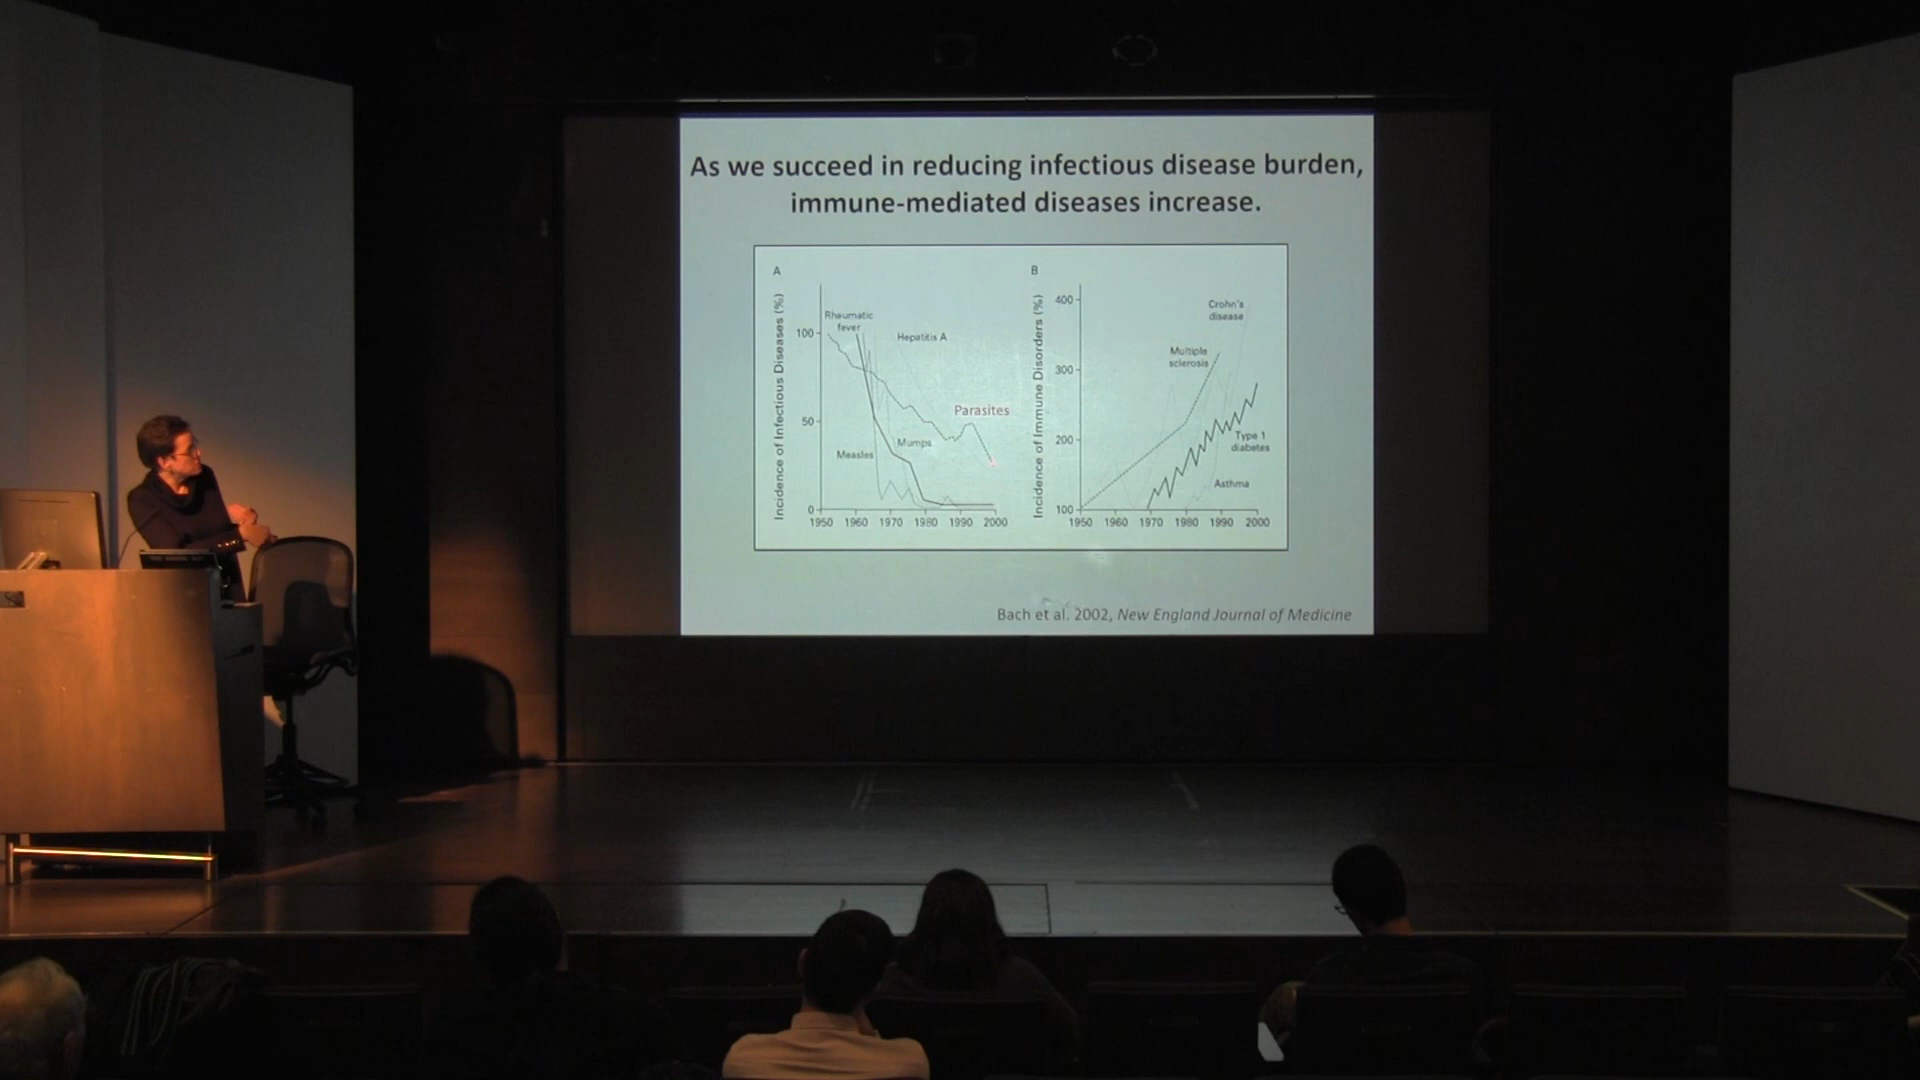 As we succeed in reducing infectious disease burden,
immune-mediated diseases increase.
A
Incidence of Infectious Diseases (%)
100
50
0
Rheumatic
fever
Hepatitis A
Parasites
Mumps
Measles
1950 1960 1970 1980 1990 2000
B
Incidence of Immune Disorders (%)
400
300
200
100
Crohn's
disease
Multiple
sclerosis
Type 1
diabetes
Asthma
1950 1960 1970 1980 1990 2000
Bach et al. 2002, New England Journal of Medicine